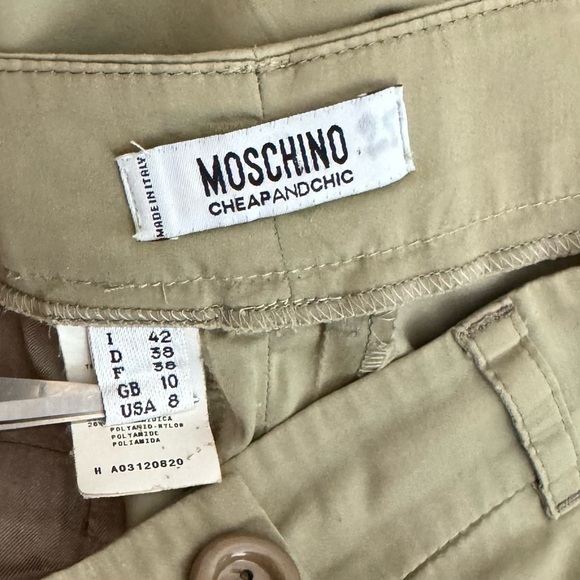 MOSCHINO
CHEAPANDCHIC
MADE IN ITALY
I 42
D 38
F 38
GB 10
USA 8
POLYAMID-NYLON
POLYAMIDE
POLIAMIDA
H A03120820